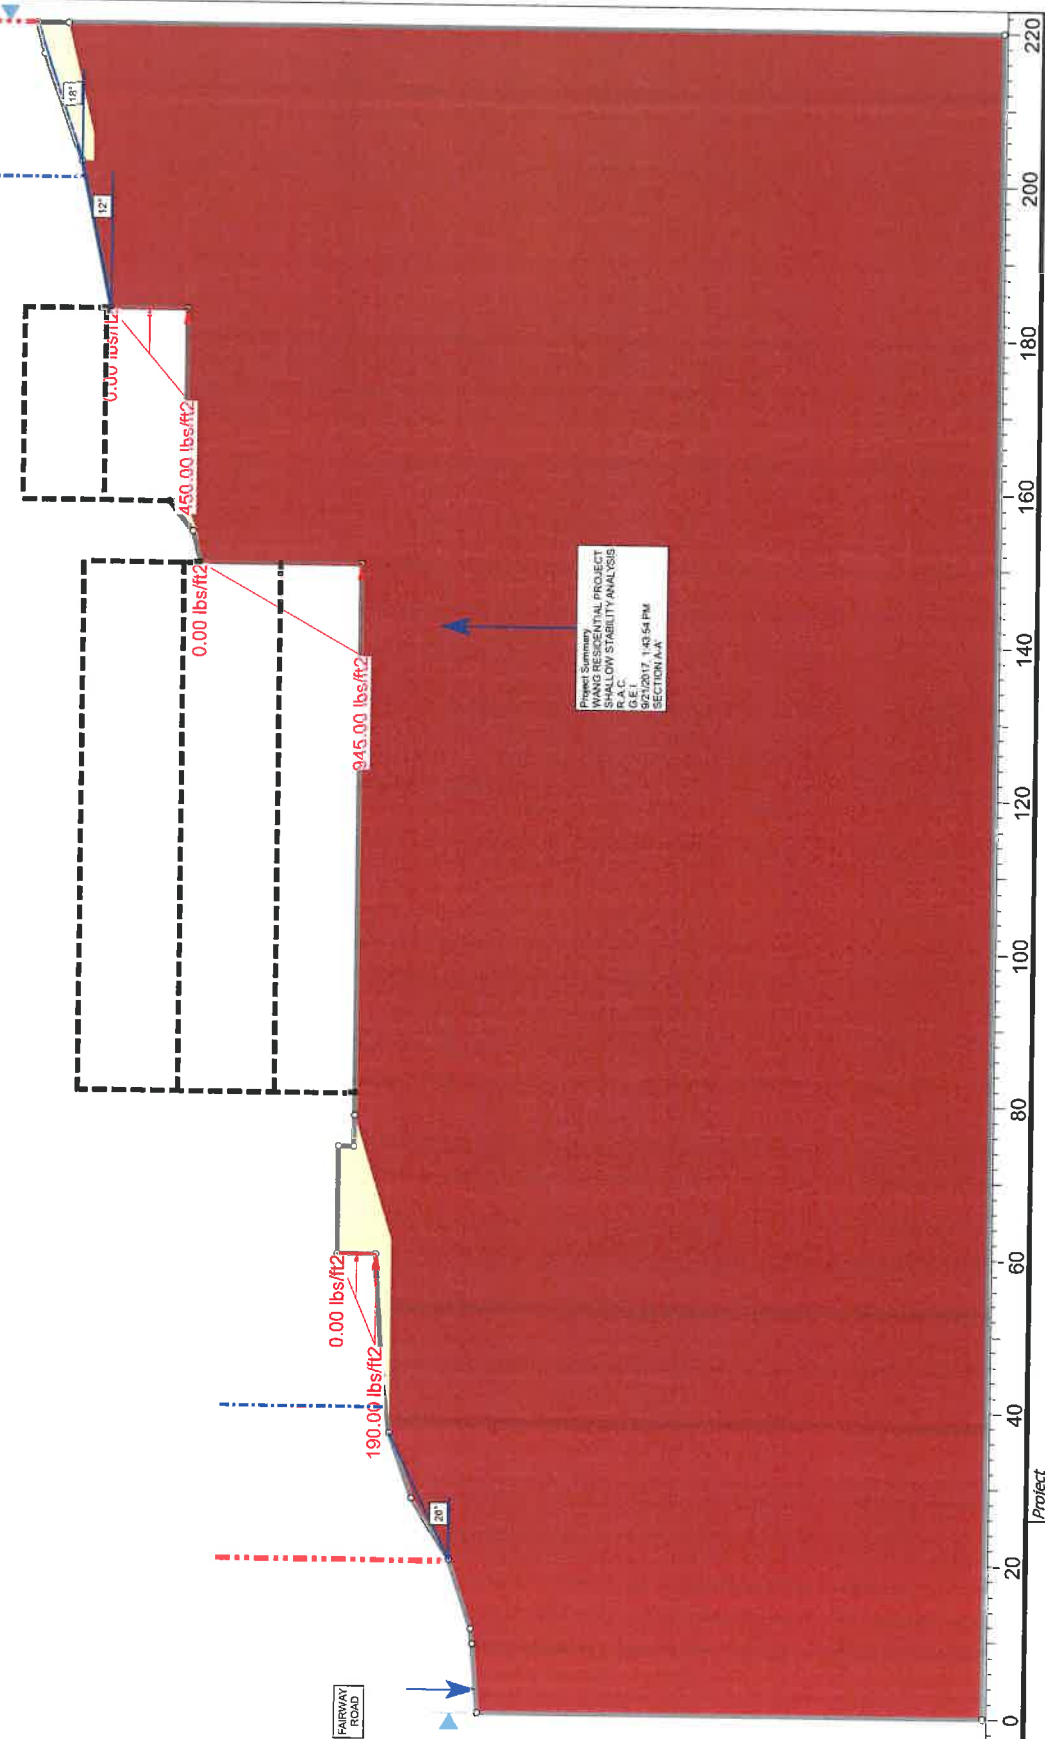 FAIRWAY
ROAD
26°
190.00 lbs/ft2
0.00 lbs/ft2
945.00 lbs/ft2
0.00 lbs/ft2
450.00 lbs/ft2
0.00 lbs/ft2
12°
18°
Project Summary
WANG RESIDENTIAL PROJECT
SHALLOW STABILITY ANALYSIS
R.A.C.
G.E.I.
9/21/2017, 1:43:54 PM
SECTION A-A'
0 20 40 60 80 100 120 140 160 180 200 220
Project